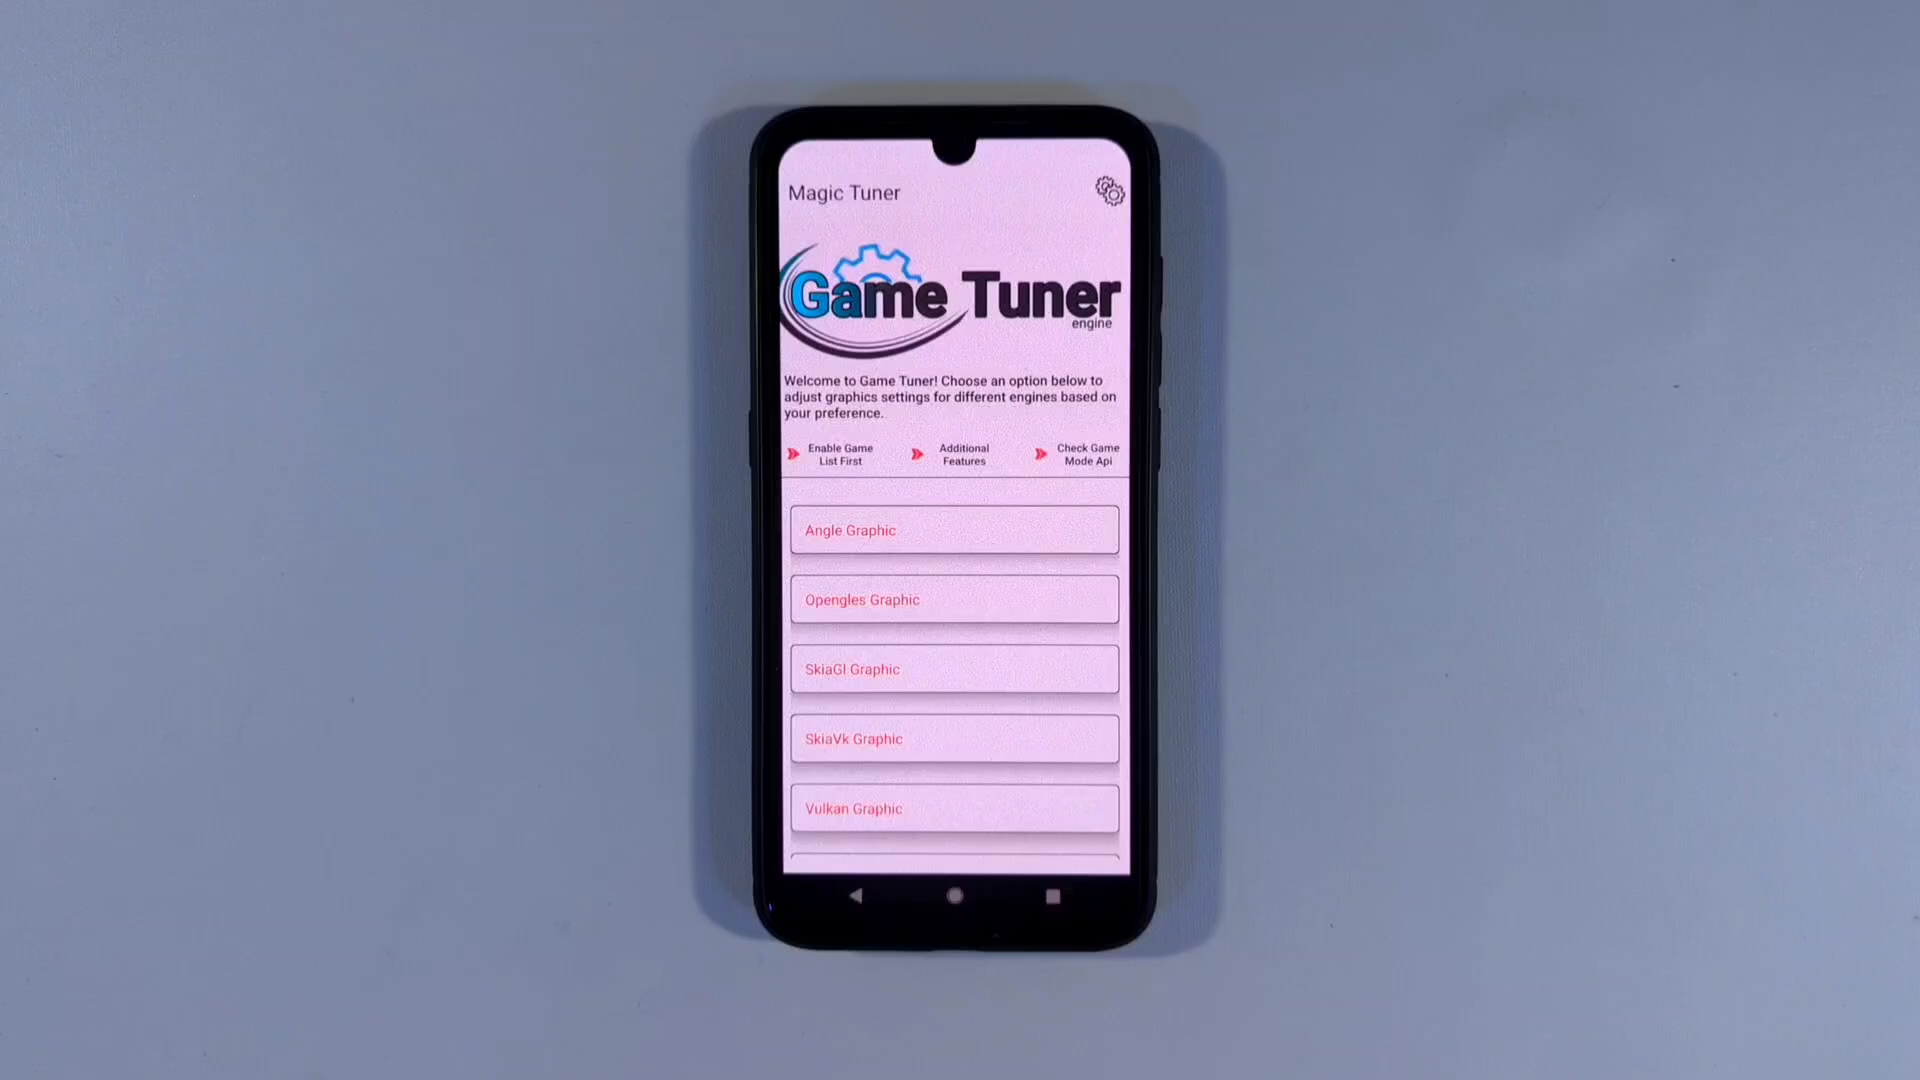 Magic Tuner
Game Tuner
engine
Welcome to Game Tuner! Choose an option below to
adjust graphics settings for different engines based on
your preference.
Enable Game
List First
Additional
Features
Check Game
Mode Api
Angle Graphic
Opengles Graphic
SkiaGl Graphic
SkiaVk Graphic
Vulkan Graphic